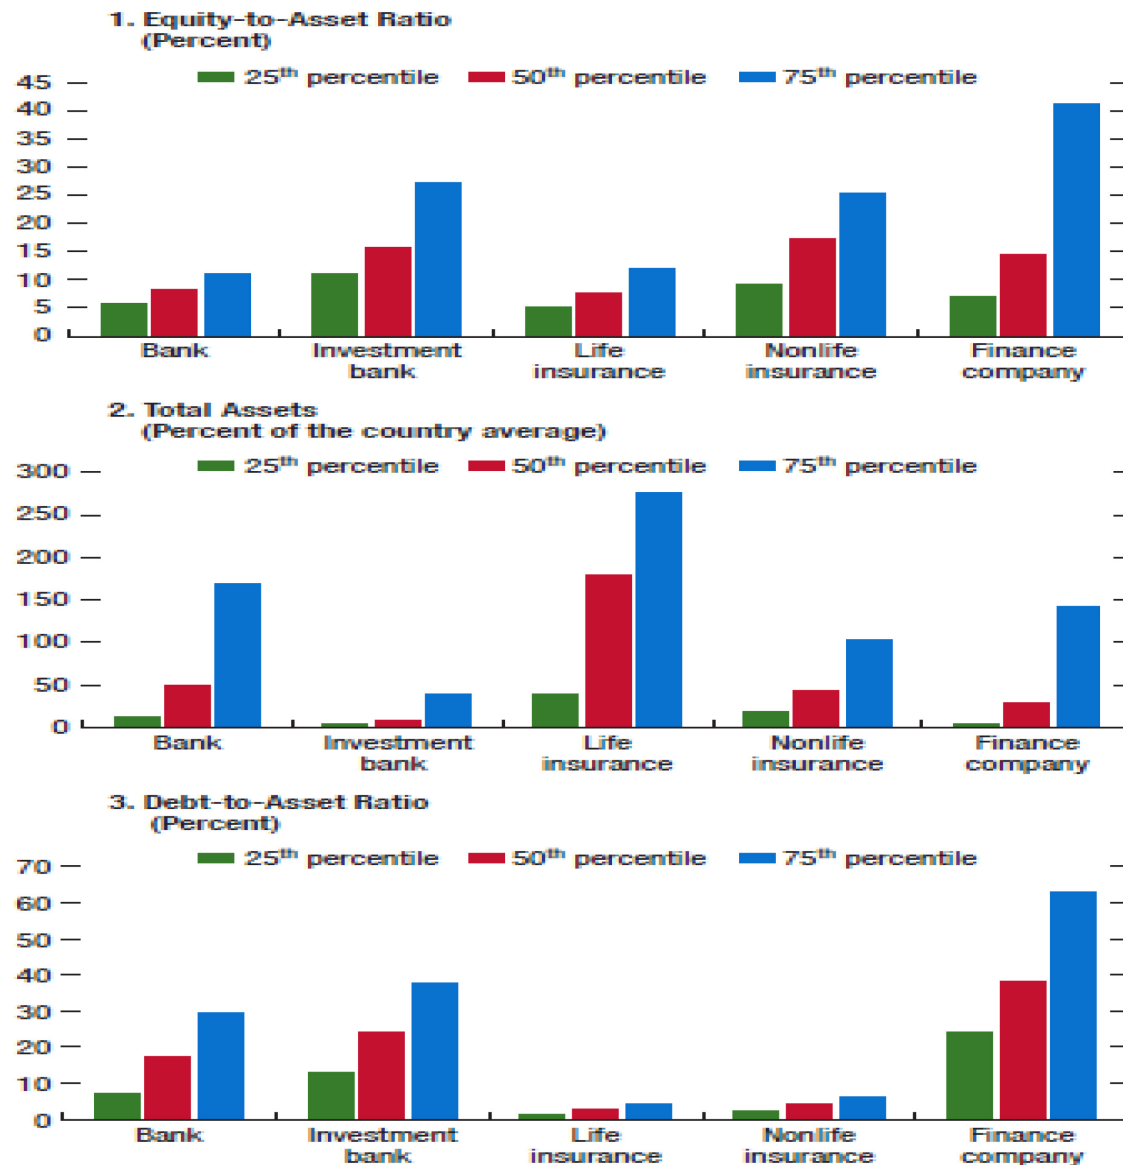 1. Equity-to-Asset Ratio
(Percent)
25th percentile 50th percentile 75th percentile
45
40
35
30
25
20
15
10
5
0
Bank Investment bank Life insurance Nonlife insurance Finance company
2. Total Assets
(Percent of the country average)
25th percentile 50th percentile 75th percentile
300
250
200
150
100
50
0
Bank Investment bank Life insurance Nonlife insurance Finance company
3. Debt-to-Asset Ratio
(Percent)
25th percentile 50th percentile 75th percentile
70
60
50
40
30
20
10
0
Bank Investment bank Life insurance Nonlife insurance Finance company